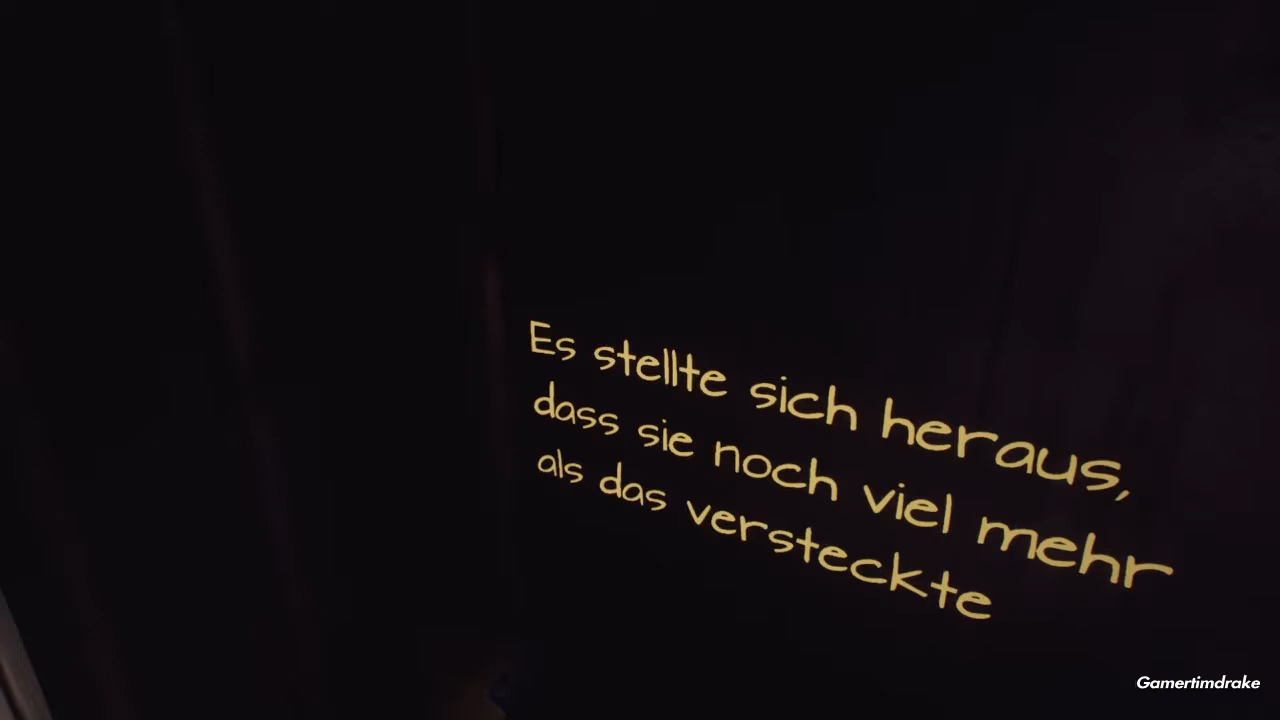 Es stellte sich heraus,
dass sie noch viel mehr
als das versteckte
Gamertimdrake